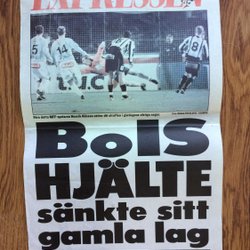 EXPRESSEN
BoIS
HJÄLTE
sänkte sitt
gamla lag